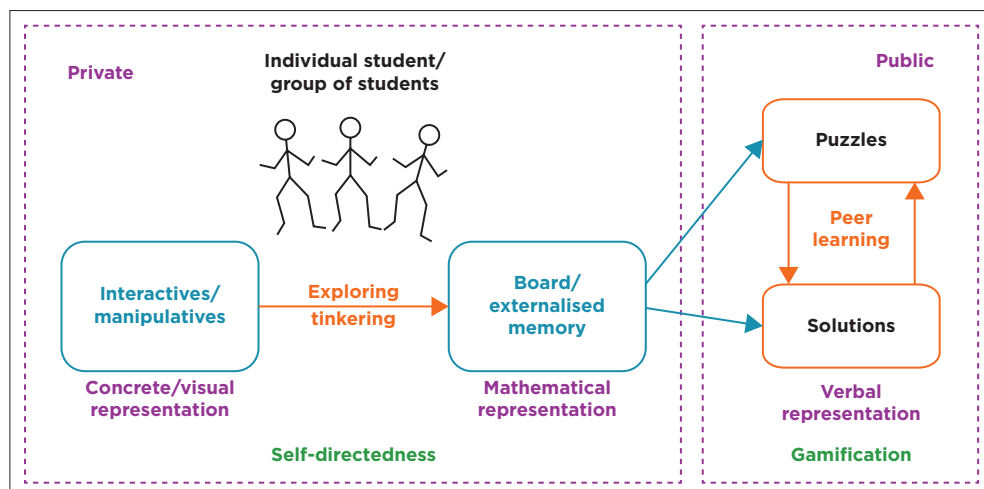 Private
Individual student/
group of students
Interactives/
manipulatives
Exploring
tinkering
Board/
externalised
memory
Concrete/visual
representation
Mathematical
representation
Self-directedness
Public
Puzzles
Peer
learning
Solutions
Verbal
representation
Gamification